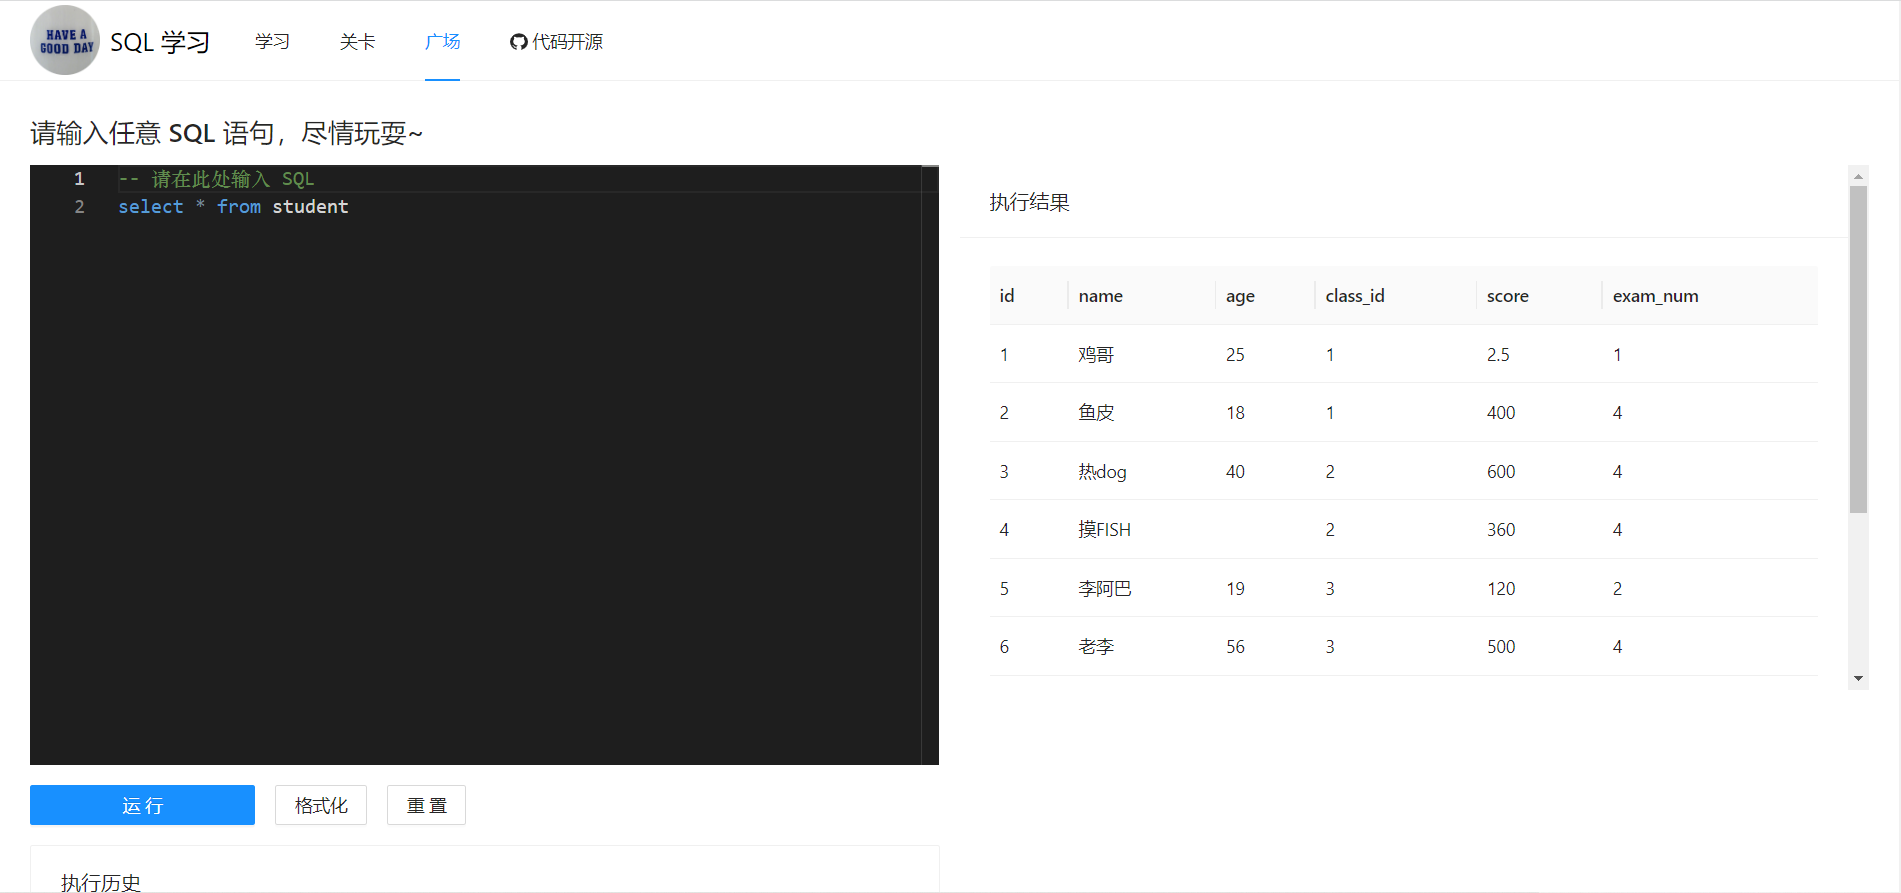 HAVE A
GOOD DAY
SQL 学习 学习 关卡 广场 代码开源
请输入任意 SQL 语句，尽情玩耍~
1 -- 请在此处输入 SQL
2 select * from student
运 行 格式化 重 置
执行历史
执行结果
id name age class_id score exam_num
1 鸡哥 25 1 2.5 1
2 鱼皮 18 1 400 4
3 热dog 40 2 600 4
4 摸FISH 2 360 4
5 李阿巴 19 3 120 2
6 老李 56 3 500 4